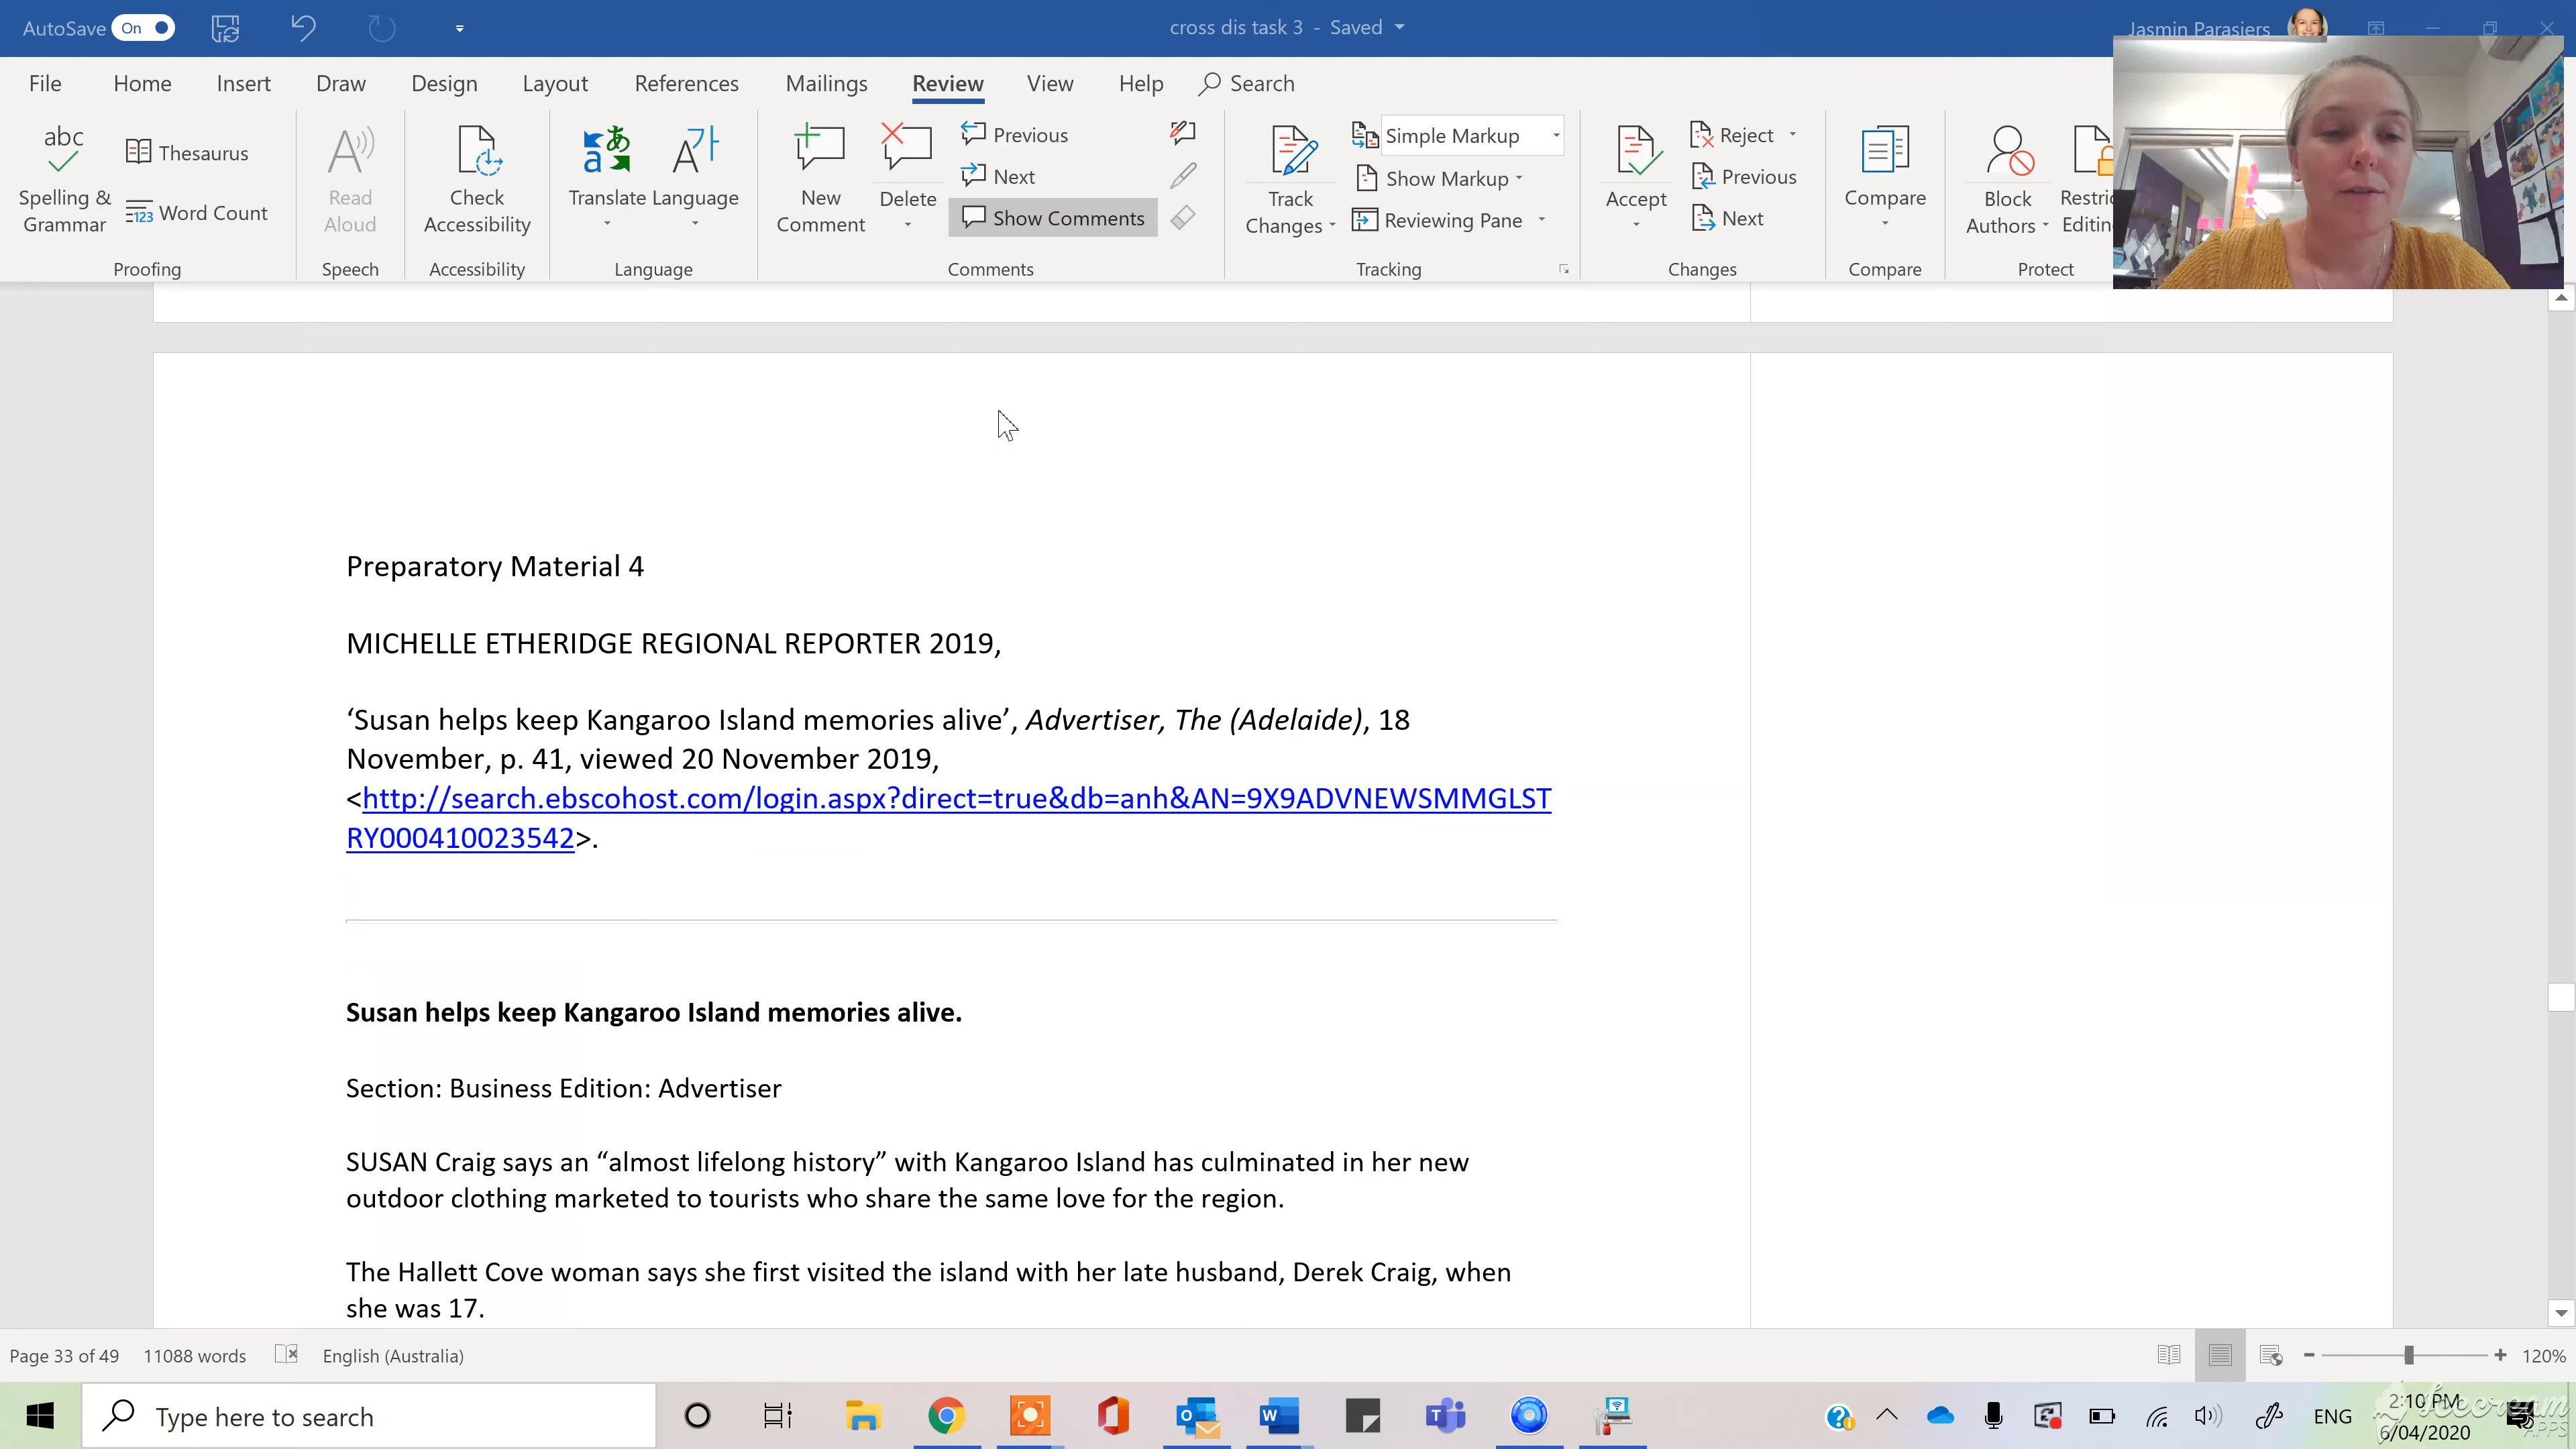 AutoSave On cross dis task 3 - Saved Jasmin Parasiers
File Home Insert Draw Design Layout References Mailings Review View Help Search
abc
Spelling &
Grammar
Thesaurus
123 Word Count
Proofing
Read
Aloud
Speech
Check
Accessibility
Accessibility
Translate
Language
Language
New
Comment
Delete
Previous
Next
Show Comments
Comments
Track
Changes
Simple Markup
Show Markup
Reviewing Pane
Tracking
Accept
Reject
Previous
Next
Changes
Compare
Compare
Block
Authors
Restric
Editin
Protect
Preparatory Material 4
MICHELLE ETHERIDGE REGIONAL REPORTER 2019,
‘Susan helps keep Kangaroo Island memories alive’, Advertiser, The (Adelaide), 18
November, p. 41, viewed 20 November 2019,
<http://search.ebscohost.com/login.aspx?direct=true&db=anh&AN=9X9ADVNEWSMMGLST
RY000410023542>.
Susan helps keep Kangaroo Island memories alive.
Section: Business Edition: Advertiser
SUSAN Craig says an “almost lifelong history” with Kangaroo Island has culminated in her new
outdoor clothing marketed to tourists who share the same love for the region.
The Hallett Cove woman says she first visited the island with her late husband, Derek Craig, when
she was 17.
Page 33 of 49 11088 words English (Australia) 120%
Type here to search
ENG
2:10 PM
6/04/2020
Icecream
APPS